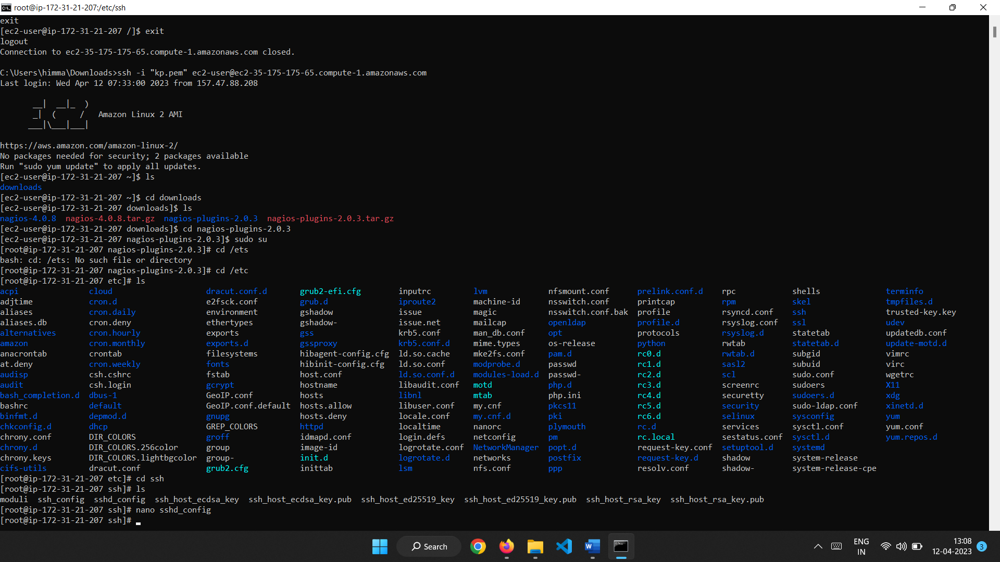 root@ip-172-31-21-207:/etc/ssh
exit
[ec2-user@ip-172-31-21-207 /]$ exit
logout
Connection to ec2-35-175-175-65.compute-1.amazonaws.com closed.
C:\Users\himma\Downloads>ssh -i "kp.pem" ec2-user@ec2-35-175-175-65.compute-1.amazonaws.com
Last login: Wed Apr 12 07:33:00 2023 from 157.47.88.208
       __|  __|_  )
       _|  (     /   Amazon Linux 2 AMI
      ___|\___|___|
https://aws.amazon.com/amazon-linux-2/
No packages needed for security; 2 packages available
Run "sudo yum update" to apply all updates.
[ec2-user@ip-172-31-21-207 ~]$ ls
downloads
[ec2-user@ip-172-31-21-207 ~]$ cd downloads
[ec2-user@ip-172-31-21-207 downloads]$ ls
nagios-4.0.8  nagios-4.0.8.tar.gz  nagios-plugins-2.0.3  nagios-plugins-2.0.3.tar.gz
[ec2-user@ip-172-31-21-207 downloads]$ cd nagios-plugins-2.0.3
[ec2-user@ip-172-31-21-207 nagios-plugins-2.0.3]$ sudo su
[root@ip-172-31-21-207 nagios-plugins-2.0.3]# cd /ets
bash: cd: /ets: No such file or directory
[root@ip-172-31-21-207 nagios-plugins-2.0.3]# cd /etc
[root@ip-172-31-21-207 etc]# ls
acpi cloud dracut.conf.d grub2-efi.cfg inputrc lvm nfsmount.conf prelink.conf.d rpc shells terminfo
adjtime cron.d e2fsck.conf grub.d iproute2 machine-id nsswitch.conf printcap rpm skel tmpfiles.d
aliases cron.daily environment gshadow issue magic nsswitch.conf.bak profile rsyncd.conf ssh trusted-key.key
aliases.db cron.deny ethertypes gshadow- issue.net mailcap openldap profile.d rsyslog.conf ssl udev
alternatives cron.hourly exports gss krb5.conf man_db.conf opt protocols rsyslog.d statetab updatedb.conf
amazon cron.monthly exports.d gssproxy krb5.conf.d mime.types os-release python rwtab statetab.d update-motd.d
anacrontab crontab filesystems hibagent-config.cfg ld.so.cache mke2fs.conf pam.d rc0.d rwtab.d subgid vimrc
at.deny cron.weekly fonts hibinit-config.cfg ld.so.conf modprobe.d passwd rc1.d sasl2 subuid virc
audisp csh.cshrc fstab host.conf ld.so.conf.d modules-load.d passwd- rc2.d scl sudo.conf wgetrc
audit csh.login gcrypt hostname libaudit.conf motd php.d rc3.d screenrc sudoers X11
bash_completion.d dbus-1 GeoIP.conf hosts libnl mtab php.ini rc4.d securetty sudoers.d xdg
bashrc default GeoIP.conf.default hosts.allow libuser.conf my.cnf pkcs11 rc5.d security sudo-ldap.conf xinetd.d
binfmt.d depmod.d gnupg hosts.deny locale.conf my.cnf.d pki rc6.d selinux sysconfig yum
chkconfig.d dhcp GREP_COLORS httpd localtime nanorc plymouth rc.d services sysctl.conf yum.conf
chrony.conf DIR_COLORS groff idmapd.conf login.defs netconfig pm rc.local sestatus.conf sysctl.d yum.repos.d
chrony.d DIR_COLORS.256color group image-id logrotate.conf NetworkManager popt.d request-key.conf setuptool.d systemd
chrony.keys DIR_COLORS.lightbgcolor group- init.d logrotate.d networks postfix request-key.d shadow system-release
cifs-utils dracut.conf grub2.cfg inittab lsm nfs.conf ppp resolv.conf shadow- system-release-cpe
[root@ip-172-31-21-207 etc]# cd ssh
[root@ip-172-31-21-207 ssh]# ls
moduli  ssh_config  sshd_config  ssh_host_ecdsa_key  ssh_host_ecdsa_key.pub  ssh_host_ed25519_key  ssh_host_ed25519_key.pub  ssh_host_rsa_key  ssh_host_rsa_key.pub
[root@ip-172-31-21-207 ssh]# nano sshd_config
[root@ip-172-31-21-207 ssh]#
Search
ENG
IN
13:08
12-04-2023
3